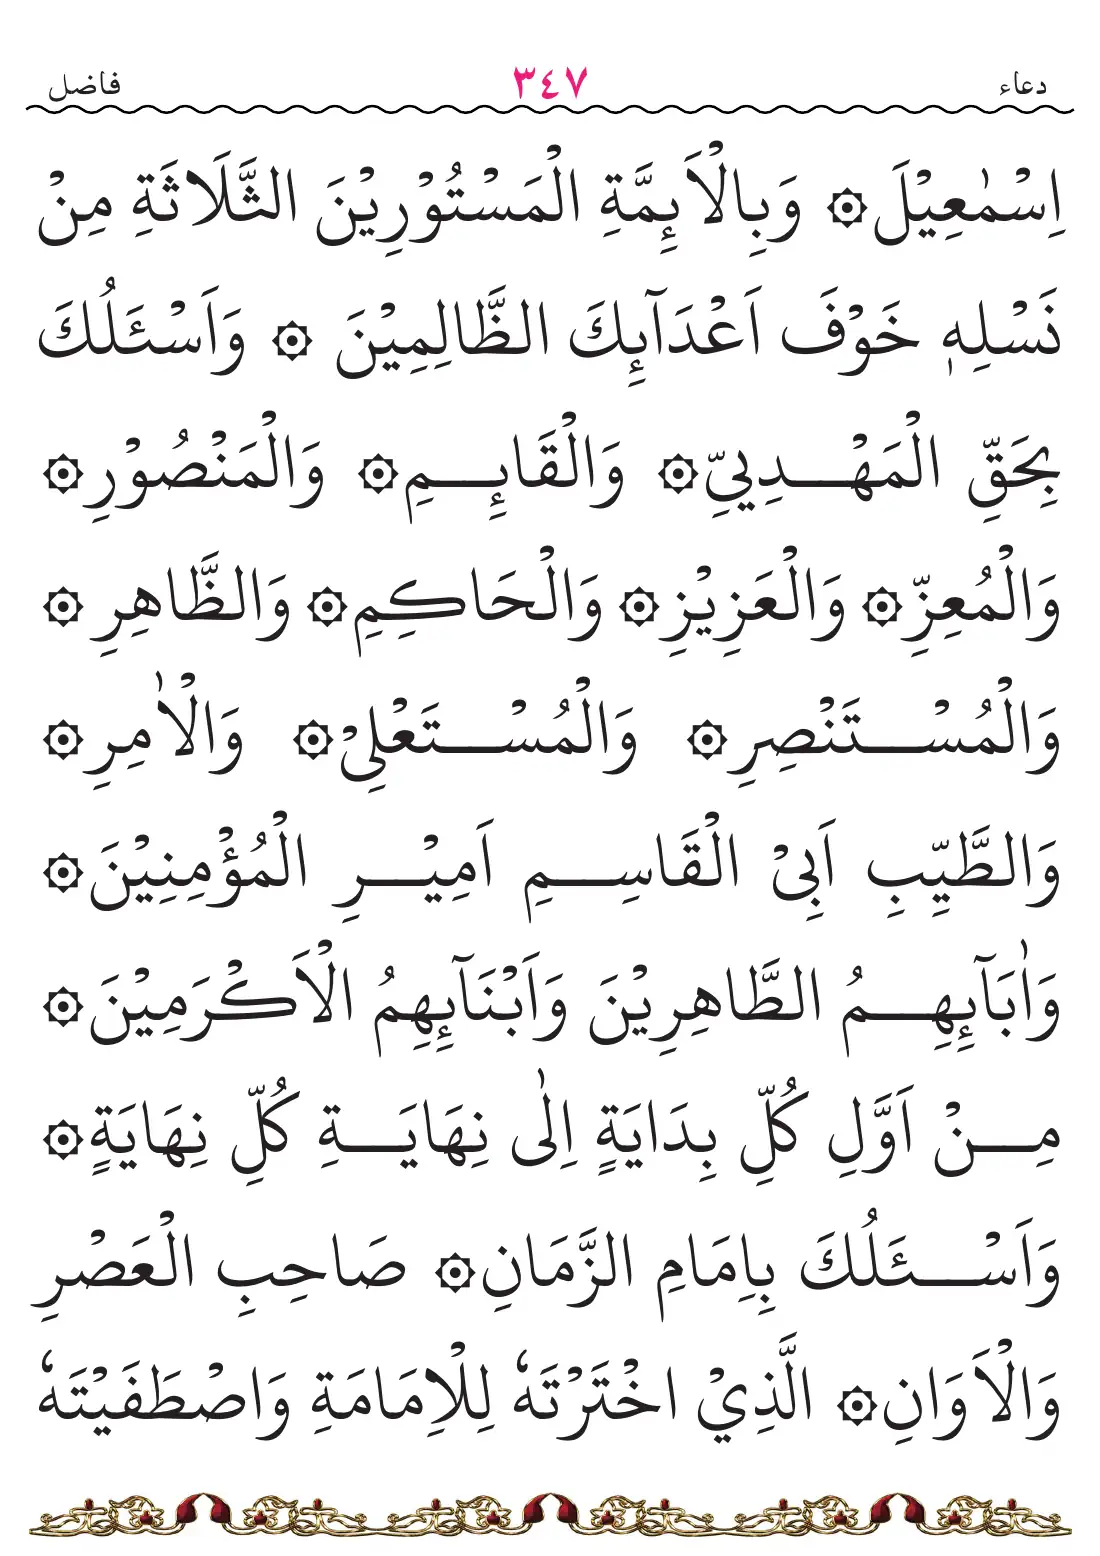 دعاء ٣٤٧ فاضل
اِسْمٰعِيْلَ۞ وَبِالْاَئِمَّةِ الْمَسْتُوْرِيْنَ الثَّلَاثَةِ مِنْ
نَسْلِهٖ خَوْفَ اَعْدَآئِكَ الظَّالِمِيْنَ ۞ وَاَسْئَلُكَ
بِحَقِّ الْمَهْدِيِّ۞ وَالْقَائِمِ۞ وَالْمَنْصُوْرِ۞
وَالْمُعِزِّ۞ وَالْعَزِيْزِ۞ وَالْحَاكِمِ۞ وَالظَّاهِرِ ۞
وَالْمُسْتَنْصِرِ۞ وَالْمُسْتَعْلِيْ۞ وَالْاٰمِرِ۞
وَالطَّيِّبِ اَبِيْ الْقَاسِمِ اَمِيْرِ الْمُؤْمِنِيْنَ۞
وَاٰبَآئِهِمُ الطَّاهِرِيْنَ وَاَبْنَآئِهِمُ الْاَكْرَمِيْنَ۞
مِنْ اَوَّلِ كُلِّ بِدَايَةٍ اِلٰى نِهَايَةِ كُلِّ نِهَايَةٍ۞
وَاَسْئَلُكَ بِاِمَامِ الزَّمَانِ۞ صَاحِبِ الْعَصْرِ
وَالْاَوَانِ۞ الَّذِيْ اخْتَرْتَهٗ لِلْاِمَامَةِ وَاصْطَفَيْتَهٗ